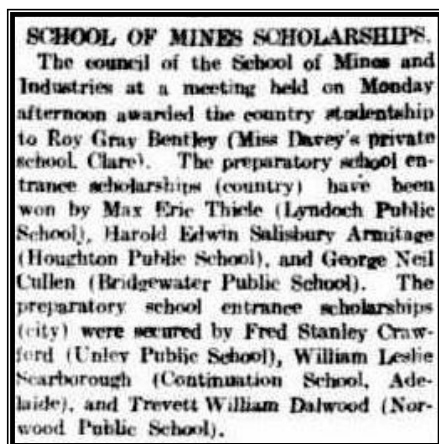 SCHOOL OF MINES SCHOLARSHIPS.
The council of the School of Mines and
Industries at a meeting held on Monday
afternoon awarded the country studentship
to Roy Gray Bentley (Miss Davey's private
school, Clare). The preparatory school en-
trance scholarships (country) have been
won by Max Eric Thiele (Lyndoch Public
School), Harold Edwin Salisbury Armitage
(Houghton Public School), and George Neil
Cullen (Bridgewater Public School). The
preparatory school entrance scholarships
(city) were secured by Fred Stanley Craw-
ford (Unley Public School), William Leslie
Scarborough (Continuation School, Ade-
laide), and Trevett William Dalwood (Nor-
wood Public School).